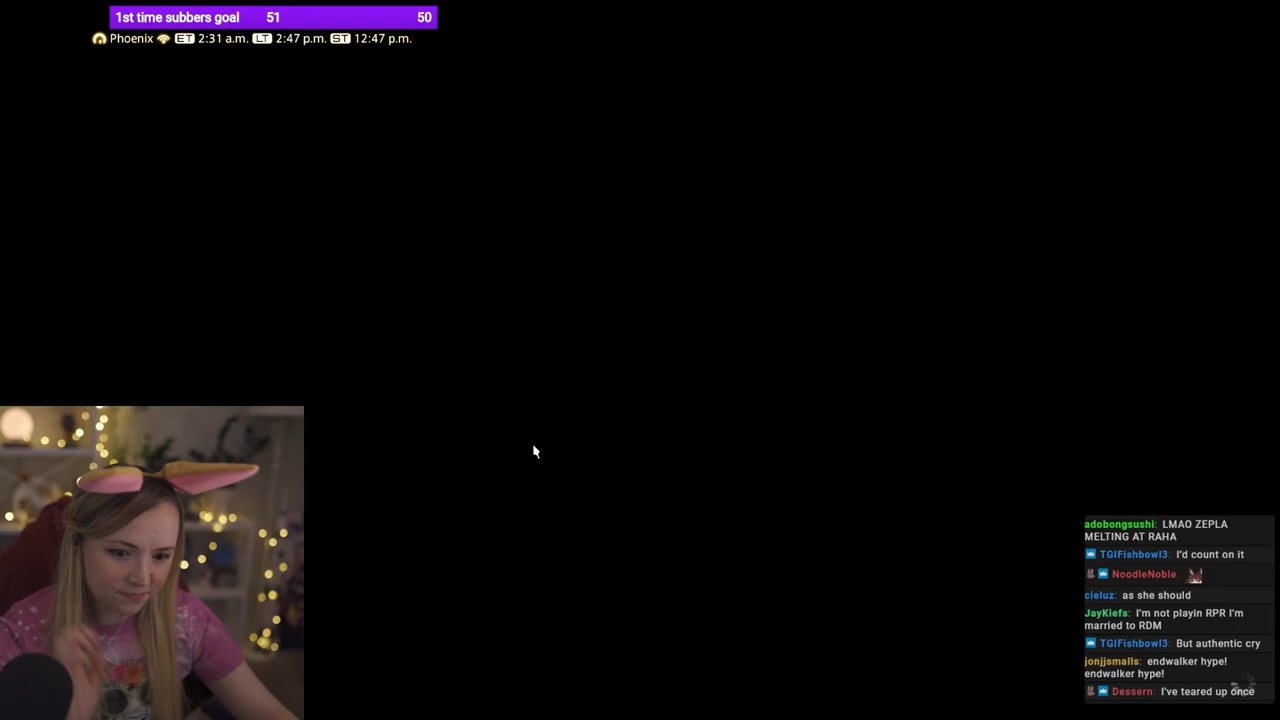 1st time subbers goal 51 50
Phoenix ET 2:31 a.m. LT 2:47 p.m. ST 12:47 p.m.
adobongsushi: LMAO ZEPLA
MELTING AT RAHA
TGIFishbowl3: I'd count on it
NoodleNoble:
cieluz: as she should
JayKiefs: I'm not playin RPR I'm
married to RDM
TGIFishbowl3: But authentic cry
jonjjsmalls: endwalker hype!
endwalker hype!
Dessern: I've teared up once